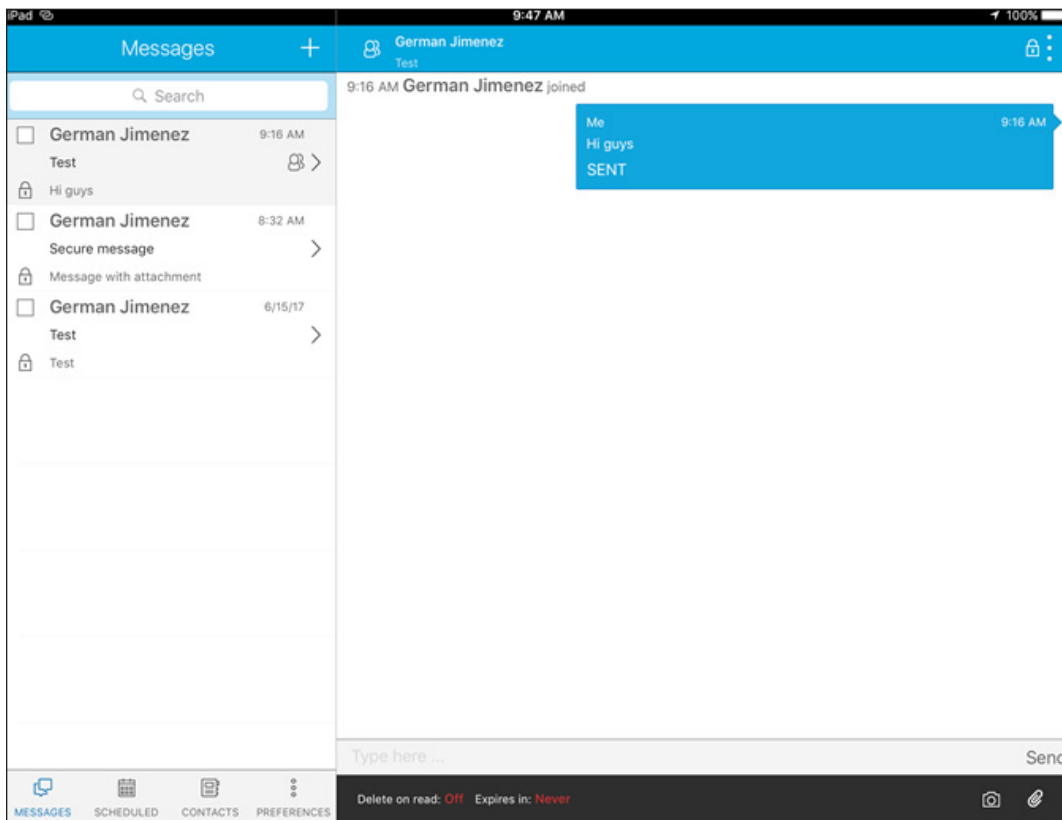 iPad 9:47 AM 100%
Messages +
Search
German Jimenez 9:16 AM
Test
Hi guys
German Jimenez 8:32 AM
Secure message
Message with attachment
German Jimenez 6/15/17
Test
Test
MESSAGES SCHEDULED CONTACTS PREFERENCES
German Jimenez
Test
9:16 AM German Jimenez joined
Me 9:16 AM
Hi guys
SENT
Type here ... Send
Delete on read: Off Expires in: Never